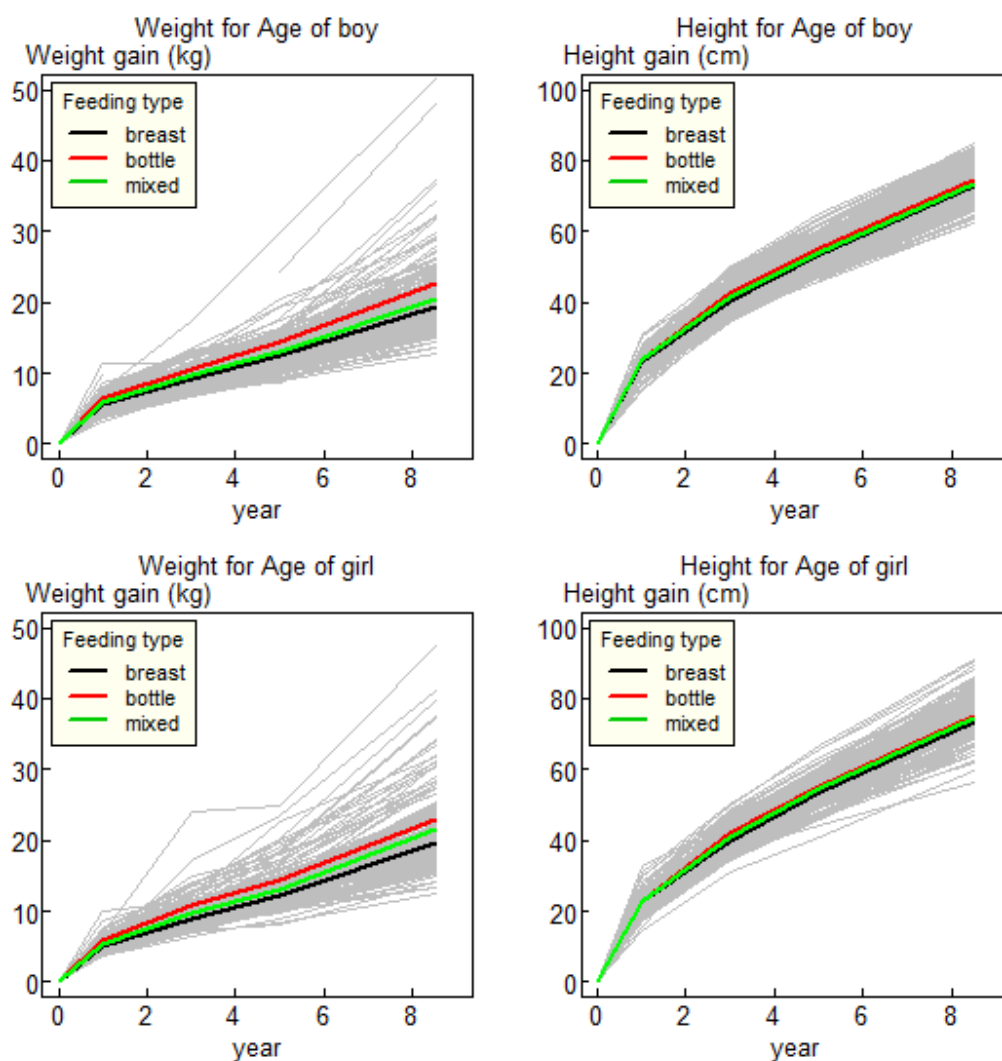 Weight for Age of boy
Weight gain (kg)
50
40
30
20
10
0
Feeding type
breast
bottle
mixed
0 2 4 6 8
year
Height for Age of boy
Height gain (cm)
100
80
60
40
20
0
Feeding type
breast
bottle
mixed
0 2 4 6 8
year
Weight for Age of girl
Weight gain (kg)
50
40
30
20
10
0
Feeding type
breast
bottle
mixed
0 2 4 6 8
year
Height for Age of girl
Height gain (cm)
100
80
60
40
20
0
Feeding type
breast
bottle
mixed
0 2 4 6 8
year